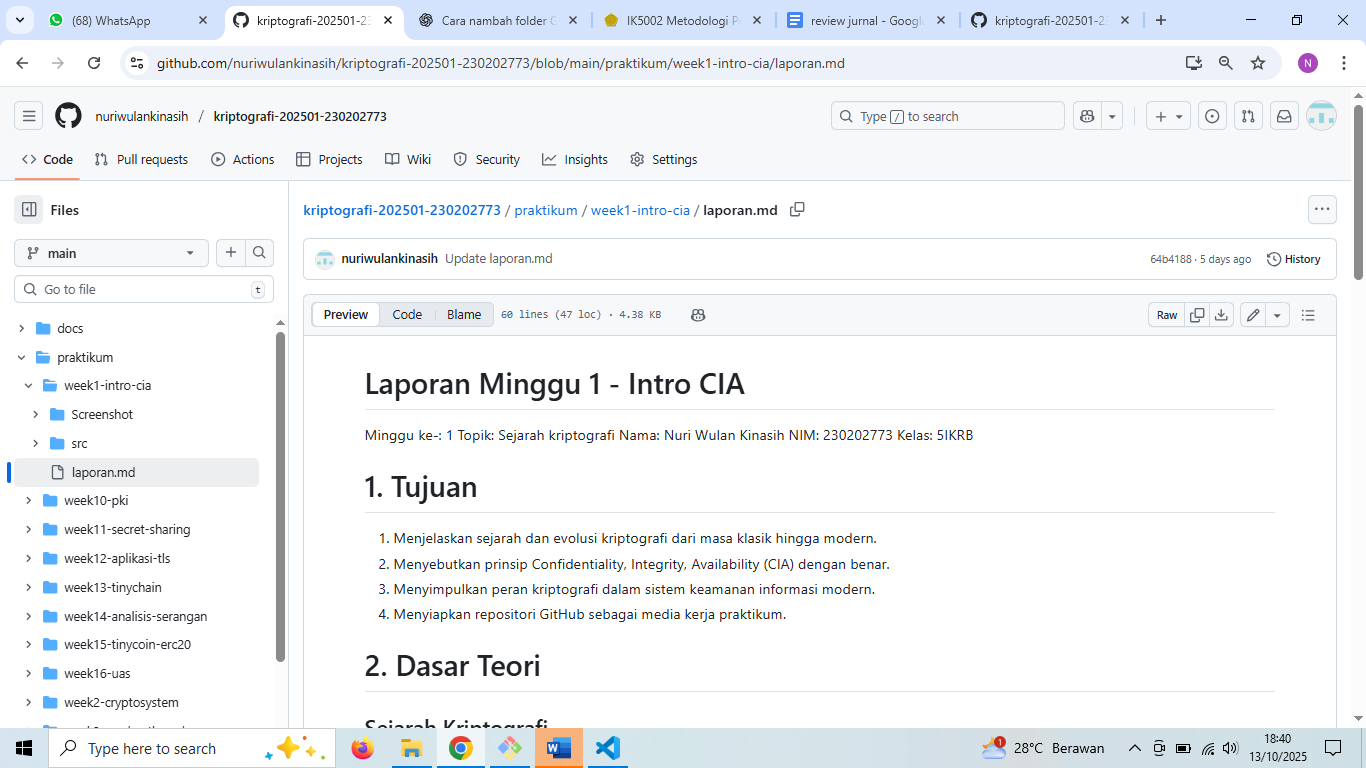 (68) WhatsApp
kriptografi-202501-23
Cara nambah folder G
IK5002 Metodologi P
review jurnal - Google
kriptografi-202501-23
github.com/nuriwulankinasih/kriptografi-202501-230202773/blob/main/praktikum/week1-intro-cia/laporan.md
N
nuriwulankinasih / kriptografi-202501-230202773
Type / to search
Code Pull requests Actions Projects Wiki Security Insights Settings
Files
kriptografi-202501-230202773 / praktikum / week1-intro-cia / laporan.md
main
nuriwulankinasih Update laporan.md 64b4188 · 5 days ago History
Go to file t
Preview Code Blame 60 lines (47 loc) · 4.38 KB Raw
docs
praktikum
week1-intro-cia
Screenshot
src
laporan.md
week10-pki
week11-secret-sharing
week12-aplikasi-tls
week13-tinychain
week14-analisis-serangan
week15-tinycoin-erc20
week16-uas
week2-cryptosystem
Laporan Minggu 1 - Intro CIA
Minggu ke-: 1 Topik: Sejarah kriptografi Nama: Nuri Wulan Kinasih NIM: 230202773 Kelas: 5IKRB
1. Tujuan
1. Menjelaskan sejarah dan evolusi kriptografi dari masa klasik hingga modern.
2. Menyebutkan prinsip Confidentiality, Integrity, Availability (CIA) dengan benar.
3. Menyimpulkan peran kriptografi dalam sistem keamanan informasi modern.
4. Menyiapkan repositori GitHub sebagai media kerja praktikum.
2. Dasar Teori
Sejarah Kriptografi
Type here to search
1
28°C Berawan
18:40
13/10/2025